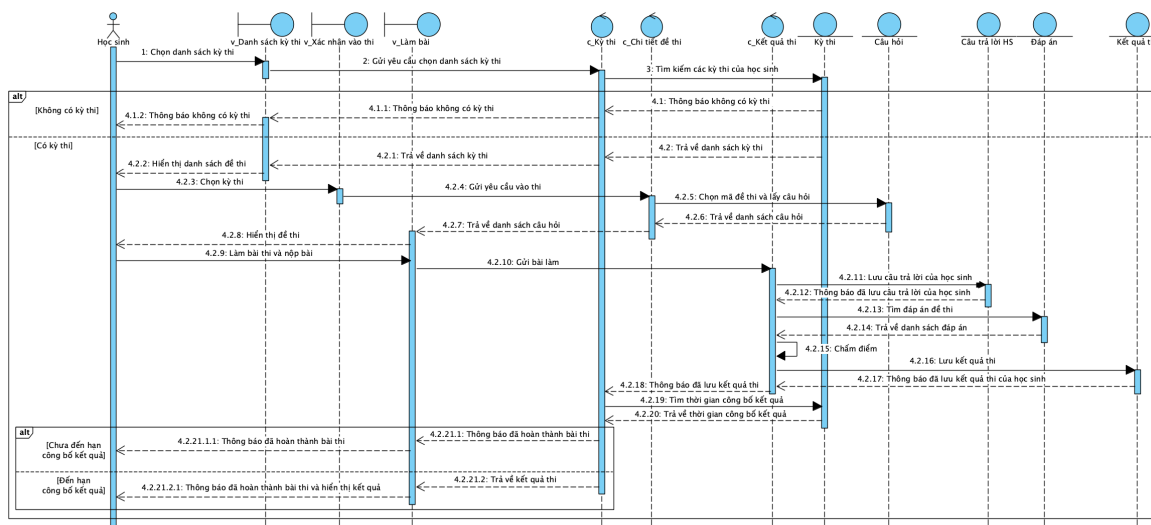 Học sinh
v_Danh sách kỳ thi
v_Xác nhận vào thi
v_Làm bài
c_Kỳ thi
c_Chi tiết đề thi
c_Kết quả thi
Kỳ thi
Câu hỏi
Câu trả lời HS
Đáp án
Kết quả t
1: Chọn danh sách kỳ thi
2: Gửi yêu cầu chọn danh sách kỳ thi
3: Tìm kiếm các kỳ thi của học sinh
alt
[Không có kỳ thi]
4.1: Thông báo không có kỳ thi
4.1.1: Thông báo không có kỳ thi
4.1.2: Thông báo không có kỳ thi
[Có kỳ thi]
4.2: Trả về danh sách kỳ thi
4.2.1: Trả về danh sách kỳ thi
4.2.2: Hiển thị danh sách đề thi
4.2.3: Chọn kỳ thi
4.2.4: Gửi yêu cầu vào thi
4.2.5: Chọn mã đề thi và lấy câu hỏi
4.2.6: Trả về danh sách câu hỏi
4.2.7: Trả về danh sách câu hỏi
4.2.8: Hiển thị đề thi
4.2.9: Làm bài thi và nộp bài
4.2.10: Gửi bài làm
4.2.11: Lưu câu trả lời của học sinh
4.2.12: Thông báo đã lưu câu trả lời của học sinh
4.2.13: Tìm đáp án đề thi
4.2.14: Trả về danh sách đáp án
4.2.15: Chấm điểm
4.2.16: Lưu kết quả thi
4.2.17: Thông báo đã lưu kết quả thi của học sinh
4.2.18: Thông báo đã lưu kết quả thi
4.2.19: Tìm thời gian công bố kết quả
4.2.20: Trả về thời gian công bố kết quả
alt
[Chưa đến hạn
công bố kết quả]
4.2.21.1: Thông báo đã hoàn thành bài thi
4.2.21.1.1: Thông báo đã hoàn thành bài thi
[Đến hạn
công bố kết quả]
4.2.21.2: Trả về kết quả thi
4.2.21.2.1: Thông báo đã hoàn thành bài thi và hiển thị kết quả